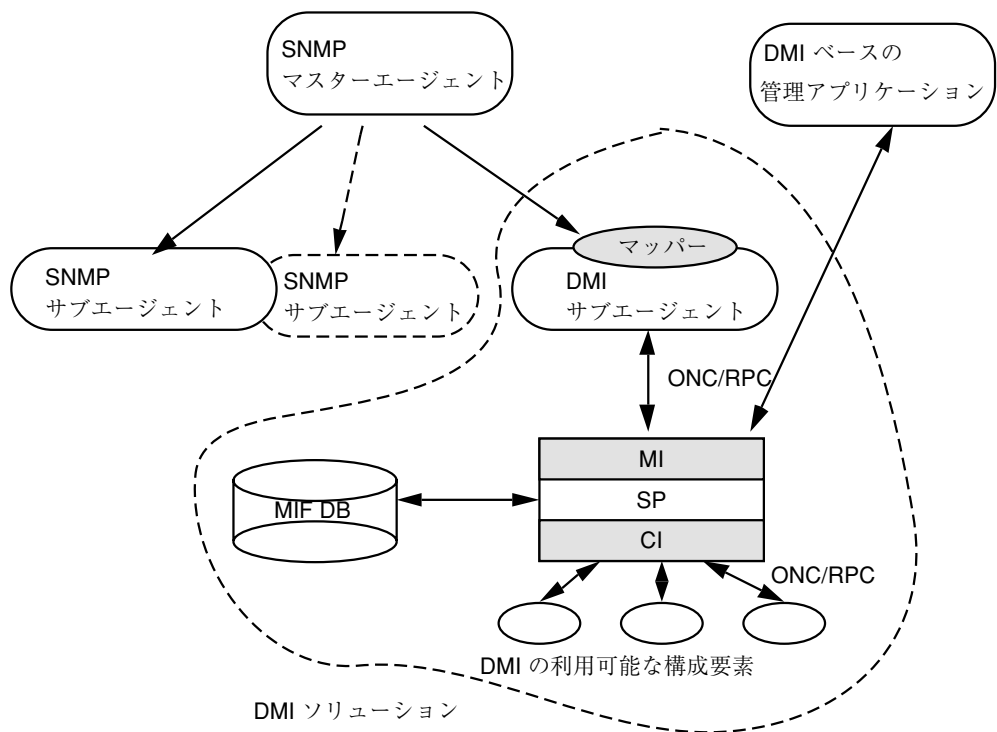 SNMP
マスターエージェント
DMI ベースの
管理アプリケーション
マッパー
SNMP
サブエージェント
SNMP
サブエージェント
DMI
サブエージェント
ONC/RPC
MI
SP
CI
MIF DB
ONC/RPC
DMI の利用可能な構成要素
DMI ソリューション